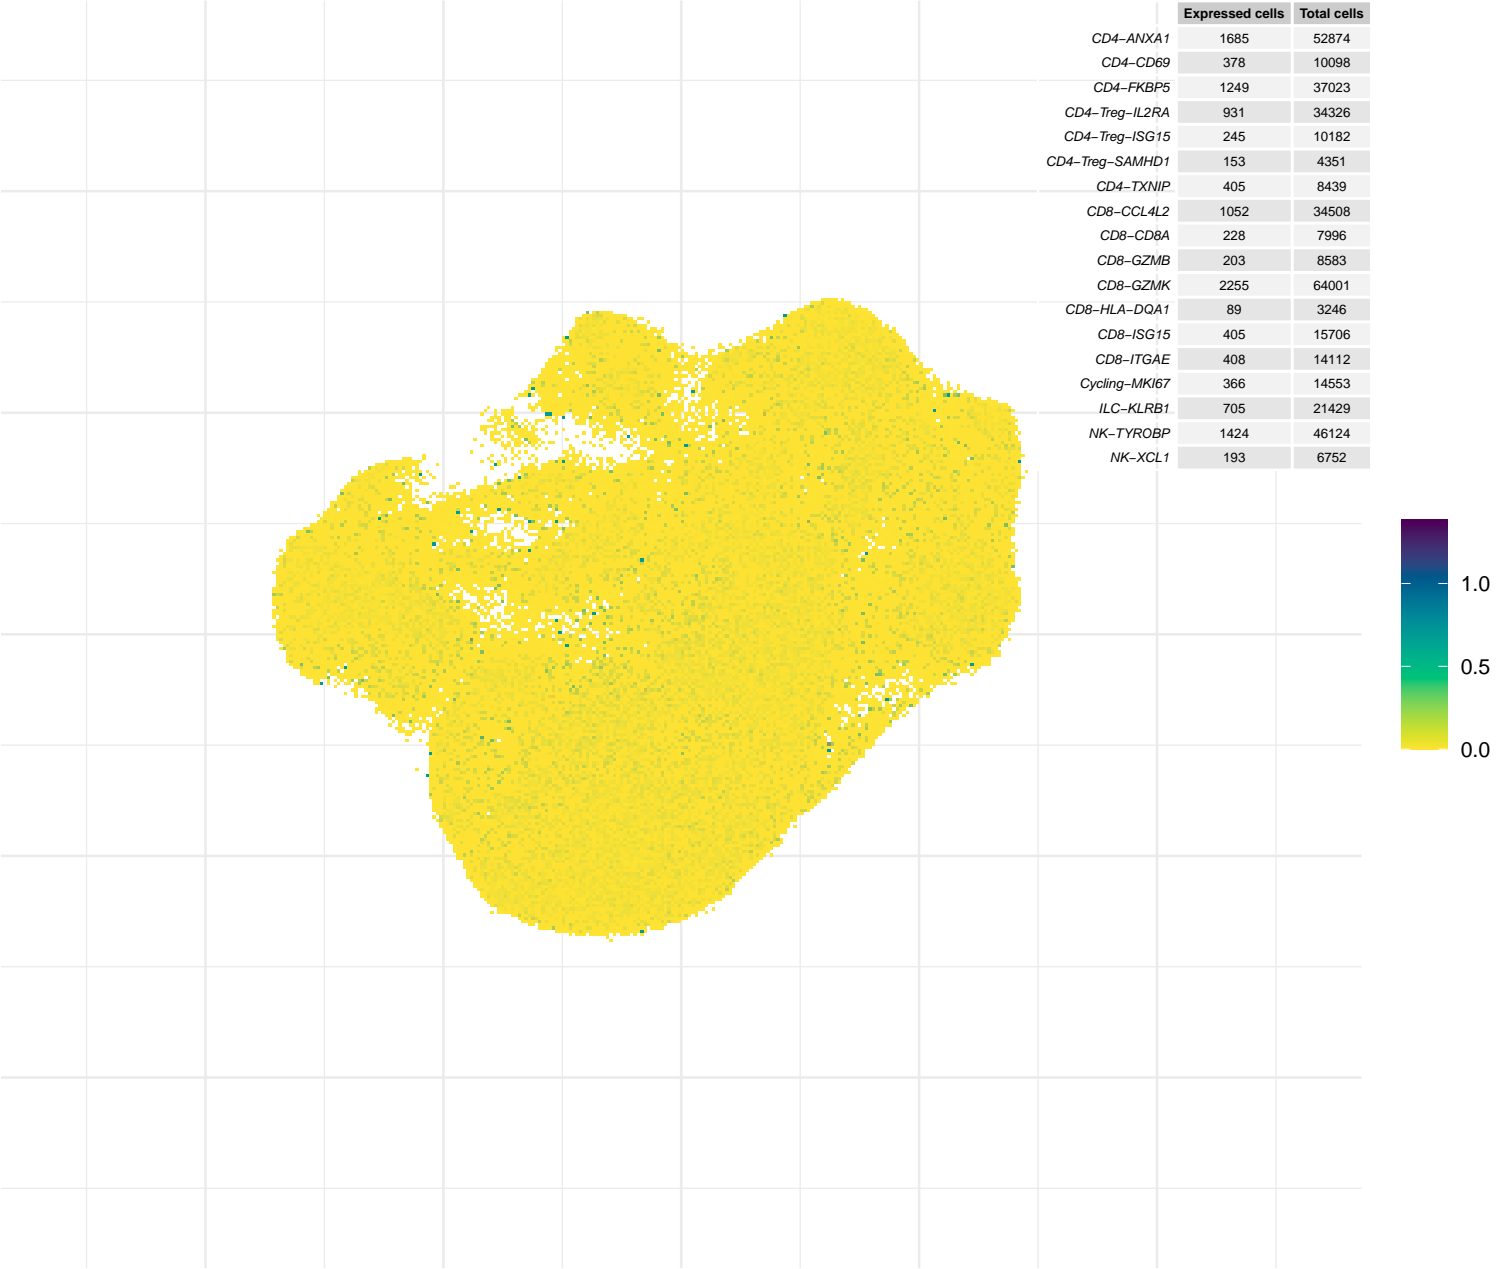 Expressed cells Total cells
CD4−ANXA1 1685 52874
CD4−CD69 378 10098
CD4−FKBP5 1249 37023
CD4−Treg−IL2RA 931 34326
CD4−Treg−ISG15 245 10182
CD4−Treg−SAMHD1 153 4351
CD4−TXNIP 405 8439
CD8−CCL4L2 1052 34508
CD8−CD8A 228 7996
CD8−GZMB 203 8583
CD8−GZMK 2255 64001
CD8−HLA−DQA1 89 3246
CD8−ISG15 405 15706
CD8−ITGAE 408 14112
Cycling−MKI67 366 14553
ILC−KLRB1 705 21429
NK−TYROBP 1424 46124
NK−XCL1 193 6752
1.0
0.5
0.0